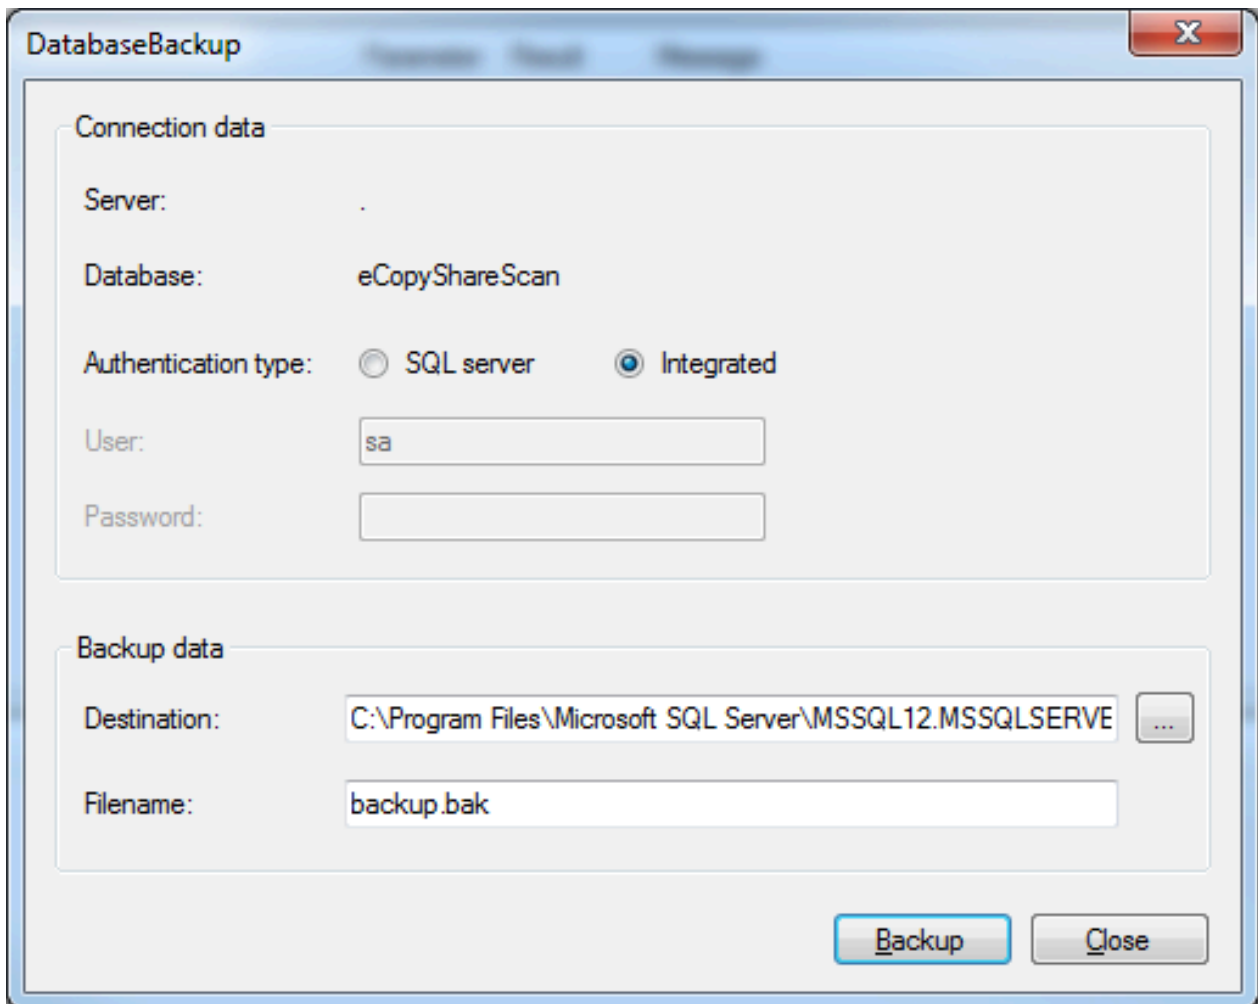 DatabaseBackup
Connection data
Server: .
Database: eCopyShareScan
Authentication type: SQL server Integrated
User: sa
Password:
Backup data
Destination: C:\Program Files\Microsoft SQL Server\MSSQL12.MSSQLSERVE ...
Filename: backup.bak
Backup Close